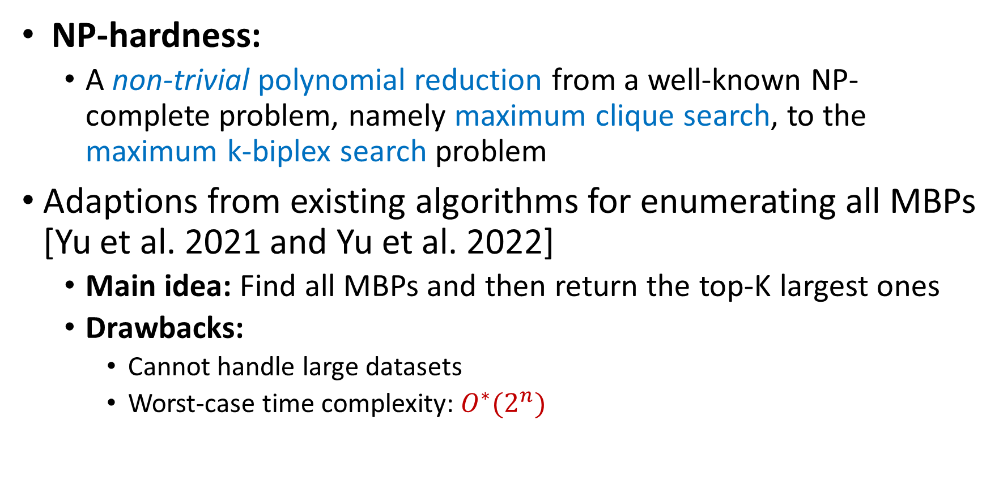 • NP-hardness:
• A non-trivial polynomial reduction from a well-known NP-
complete problem, namely maximum clique search, to the
maximum k-biplex search problem
• Adaptions from existing algorithms for enumerating all MBPs
[Yu et al. 2021 and Yu et al. 2022]
• Main idea: Find all MBPs and then return the top-K largest ones
• Drawbacks:
• Cannot handle large datasets
• Worst-case time complexity: O*(2ⁿ)